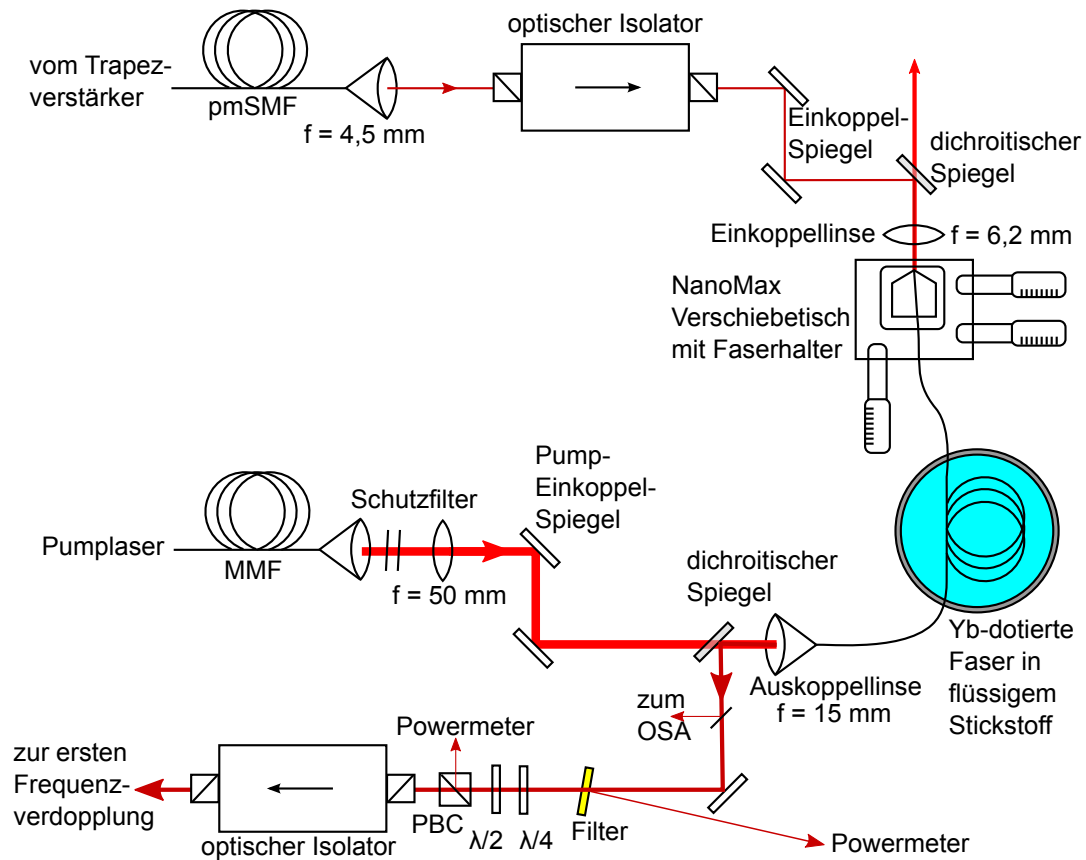 optischer Isolator
vom Trapez-
verstärker
pmSMF
f = 4,5 mm
Einkoppel-
Spiegel
dichroitischer
Spiegel
Einkoppellinse
f = 6,2 mm
NanoMax
Verschiebetisch
mit Faserhalter
Pump-
Einkoppel-
Spiegel
Schutzfilter
Pumplaser
MMF
f = 50 mm
dichroitischer
Spiegel
Yb-dotierte
Faser in
flüssigem
Stickstoff
Auskoppellinse
f = 15 mm
zum
OSA
Powermeter
zur ersten
Frequenz-
verdopplung
optischer Isolator
PBC
λ/2
λ/4
Filter
Powermeter